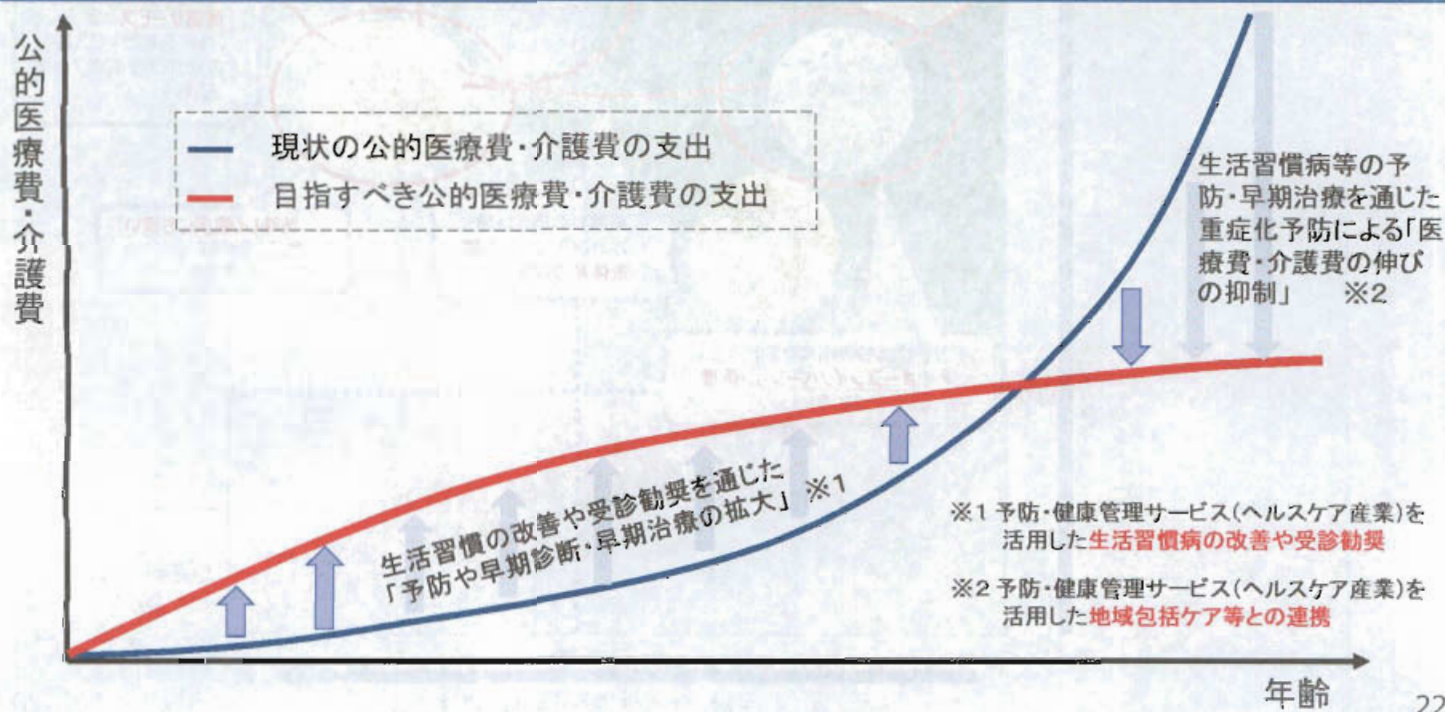 公的医療費・介護費
現状の公的医療費・介護費の支出
目指すべき公的医療費・介護費の支出
生活習慣病等の予
防・早期治療を通じた
重症化予防による「医
療費・介護費の伸び
の抑制」 ※2
生活習慣の改善や受診勧奨を通じた
「予防や早期診断・早期治療の拡大」 ※1
※1 予防・健康管理サービス(ヘルスケア産業)を
活用した生活習慣病の改善や受診勧奨
※2 予防・健康管理サービス(ヘルスケア産業)を
活用した地域包括ケア等との連携
年齢
22